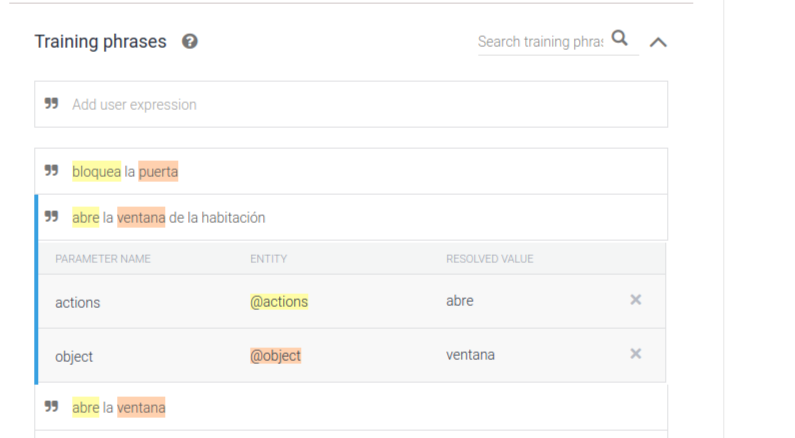 Training phrases
Search training phra
Add user expression
bloquea la puerta
abre la ventana de la habitación
PARAMETER NAME ENTITY RESOLVED VALUE
actions @actions abre
object @object ventana
abre la ventana